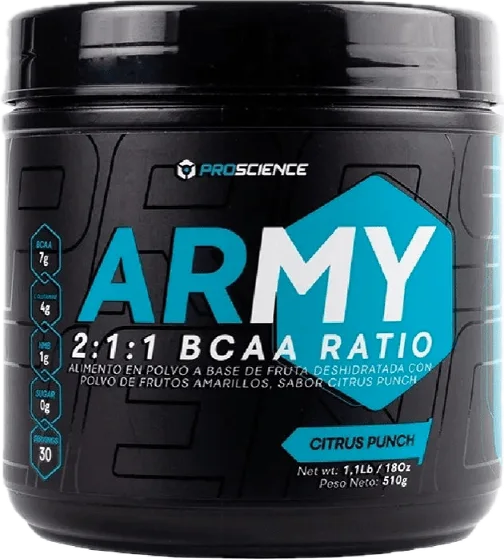 PROSCIENCE
ARMY
2:1:1 BCAA RATIO
ALIMENTO EN POLVO A BASE DE FRUTA DESHIDRATADA CON
POLVO DE FRUTOS AMARILLOS, SABOR CITRUS PUNCH
BCAA
7g
L-GLUTAMINE
4g
HMB
1g
SUGAR
0g
SERVINGS
30
CITRUS PUNCH
Net wt: 1,1Lb / 18Oz
Peso Neto: 510g